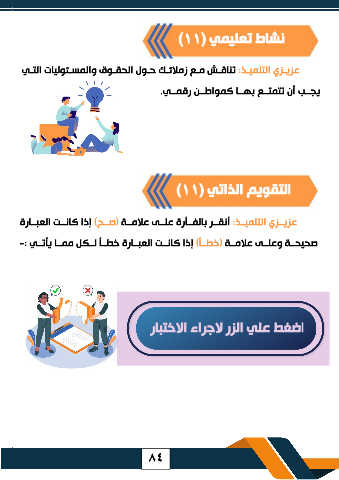 نشاط تعليمي (١١)
عزيزي التلميذ: تناقش مع زملائك حول الحقوق والمسئوليات التي
يجب أن تتمتع بها كمواطن رقمي.
التقويم الذاتي (١١)
عزيزي التلميذ: أنقر بالفأرة على علامة (صح) إذا كانت العبارة
صحيحة وعلى علامة (خطأ) إذا كانت العبارة خطأ لكل مما يأتي :-
اضغط علي الزر لاجراء الاختبار
٨٤